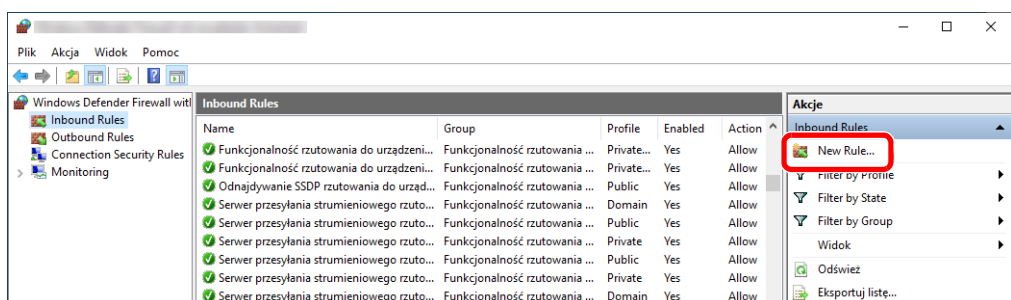 Plik Akcja Widok Pomoc
Windows Defender Firewall witl
Inbound Rules
Outbound Rules
Connection Security Rules
Monitoring
Inbound Rules
Name Group Profile Enabled Action
Funkcjonalność rzutowania do urządzeni... Funkcjonalność rzutowania ... Private... Yes Allow
Funkcjonalność rzutowania do urządzeni... Funkcjonalność rzutowania ... Private... Yes Allow
Odnajdywanie SSDP rzutowania do urząd... Funkcjonalność rzutowania ... Public Yes Allow
Serwer przesyłania strumieniowego rzuto... Funkcjonalność rzutowania ... Domain Yes Allow
Serwer przesyłania strumieniowego rzuto... Funkcjonalność rzutowania ... Public Yes Allow
Serwer przesyłania strumieniowego rzuto... Funkcjonalność rzutowania ... Private Yes Allow
Serwer przesyłania strumieniowego rzuto... Funkcjonalność rzutowania ... Public Yes Allow
Serwer przesyłania strumieniowego rzuto... Funkcjonalność rzutowania ... Private Yes Allow
Serwer przesyłania strumieniowego rzuto... Funkcjonalność rzutowania ... Domain Yes Allow
Akcje
Inbound Rules
New Rule...
Filter by Profile
Filter by State
Filter by Group
Widok
Odśwież
Eksportuj listę...